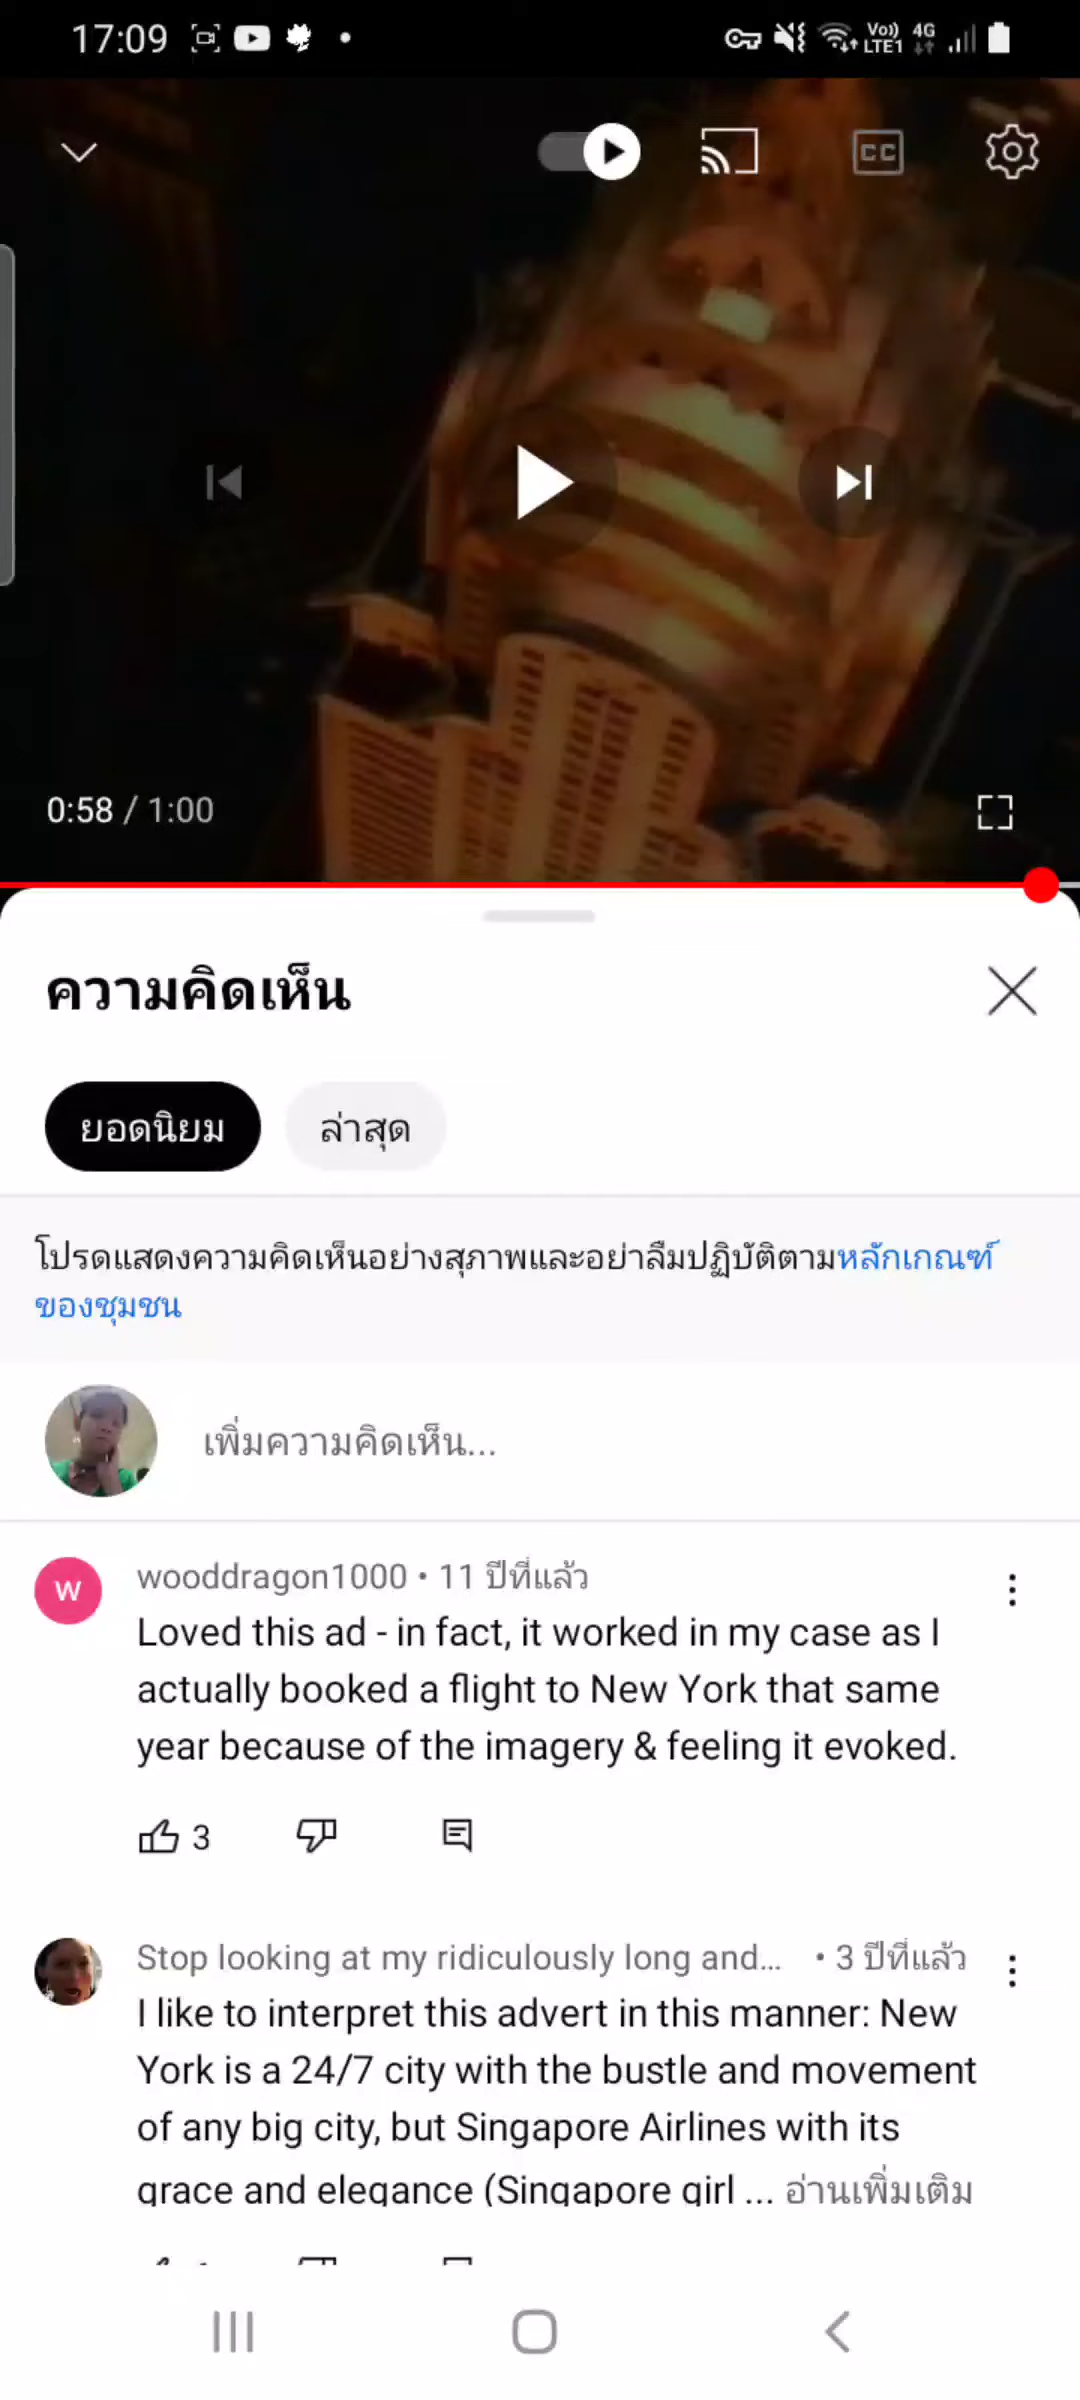 17:09
Vo)) LTE1 4G
CC
0:58 / 1:00
ความคิดเห็น
ยอดนิยม ล่าสุด
โปรดแสดงความคิดเห็นอย่างสุภาพและอย่าลืมปฏิบัติตามหลักเกณฑ์
ของชุมชน
เพิ่มความคิดเห็น...
W
wooddragon1000 • 11 ปีที่แล้ว
Loved this ad - in fact, it worked in my case as I
actually booked a flight to New York that same
year because of the imagery & feeling it evoked.
3
Stop looking at my ridiculously long and... • 3 ปีที่แล้ว
I like to interpret this advert in this manner: New
York is a 24/7 city with the bustle and movement
of any big city, but Singapore Airlines with its
grace and elegance (Singapore girl ... อ่านเพิ่มเติม